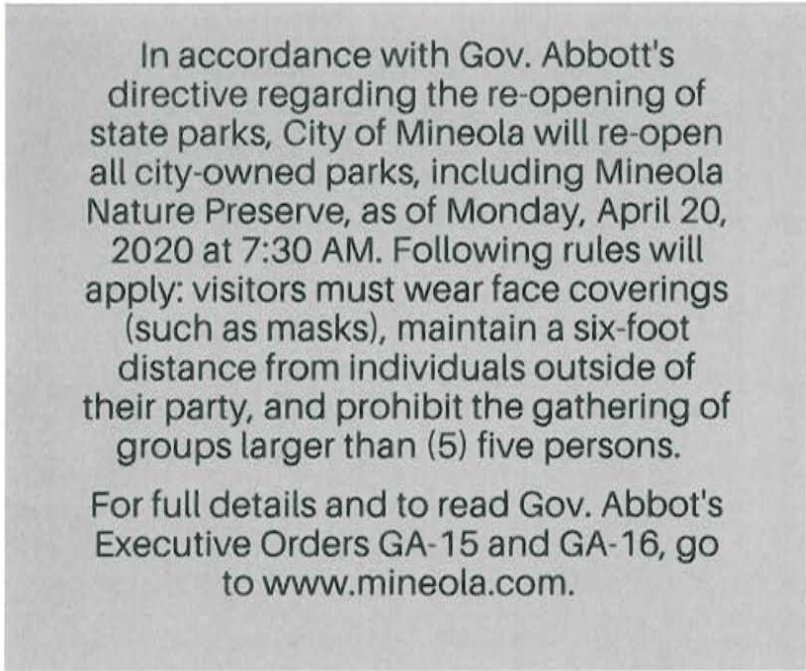 In accordance with Gov. Abbott's
directive regarding the re-opening of
state parks, City of Mineola will re-open
all city-owned parks, including Mineola
Nature Preserve, as of Monday, April 20,
2020 at 7:30 AM. Following rules will
apply: visitors must wear face coverings
(such as masks), maintain a six-foot
distance from individuals outside of
their party, and prohibit the gathering of
groups larger than (5) five persons.
For full details and to read Gov. Abbot's
Executive Orders GA-15 and GA-16, go
to www.mineola.com.